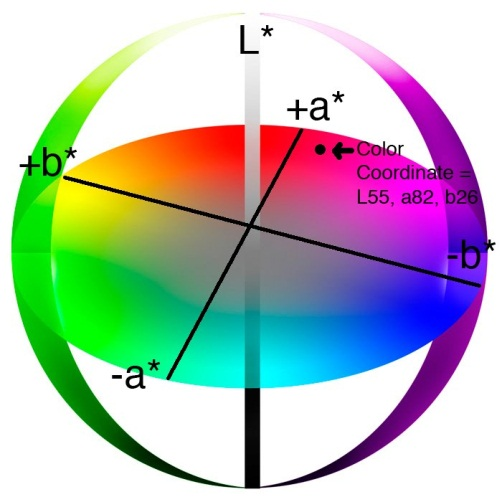 L*
+a*
+b*
Color
Coordinate =
L55, a82, b26
-b*
-a*